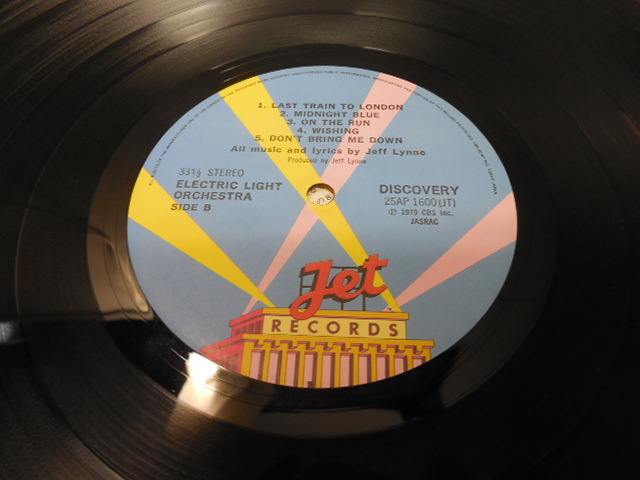 1. LAST TRAIN TO LONDON
2. MIDNIGHT BLUE
3. ON THE RUN
4. WISHING
5. DON'T BRING ME DOWN
All music and lyrics by Jeff Lynne
Produced by Jeff Lynne
33⅓ STEREO
ELECTRIC LIGHT
ORCHESTRA
SIDE B
DISCOVERY
25AP 1600(JT)
℗ 1979 CBS Inc.
JASRAC
Jet
RECORDS